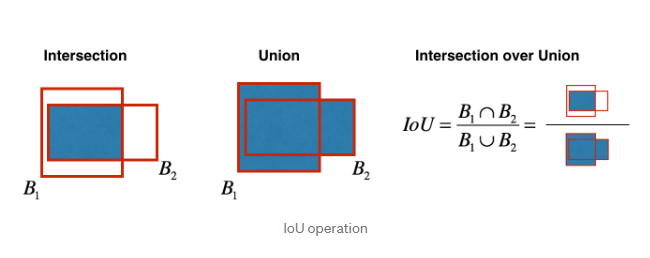 Intersection
Union
Intersection over Union
B₁
B₂
B₁
B₂
IoU = B₁ ∩ B₂ / B₁ ∪ B₂ =
IoU operation